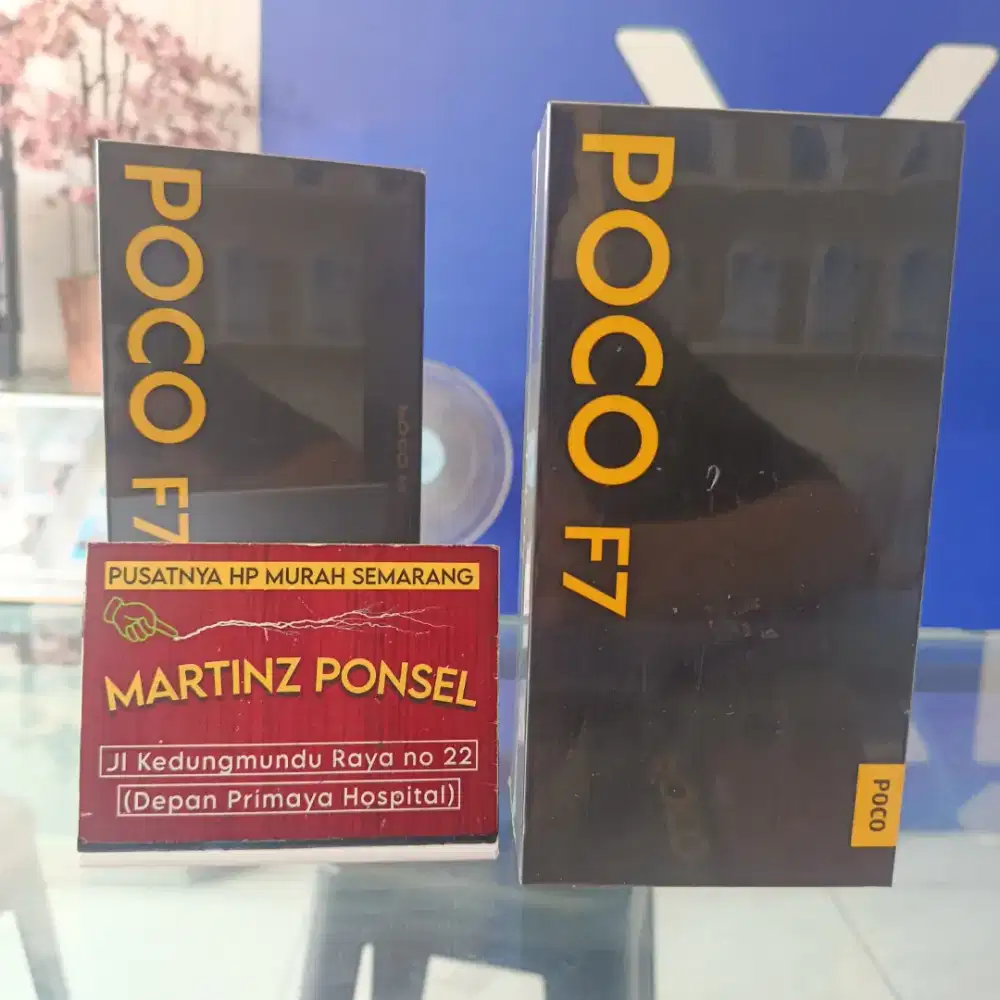 POCO F7
POCO F7
POCO
PUSATNYA HP MURAH SEMARANG
MARTINZ PONSEL
Jl Kedungmundu Raya no 22
(Depan Primaya Hospital)